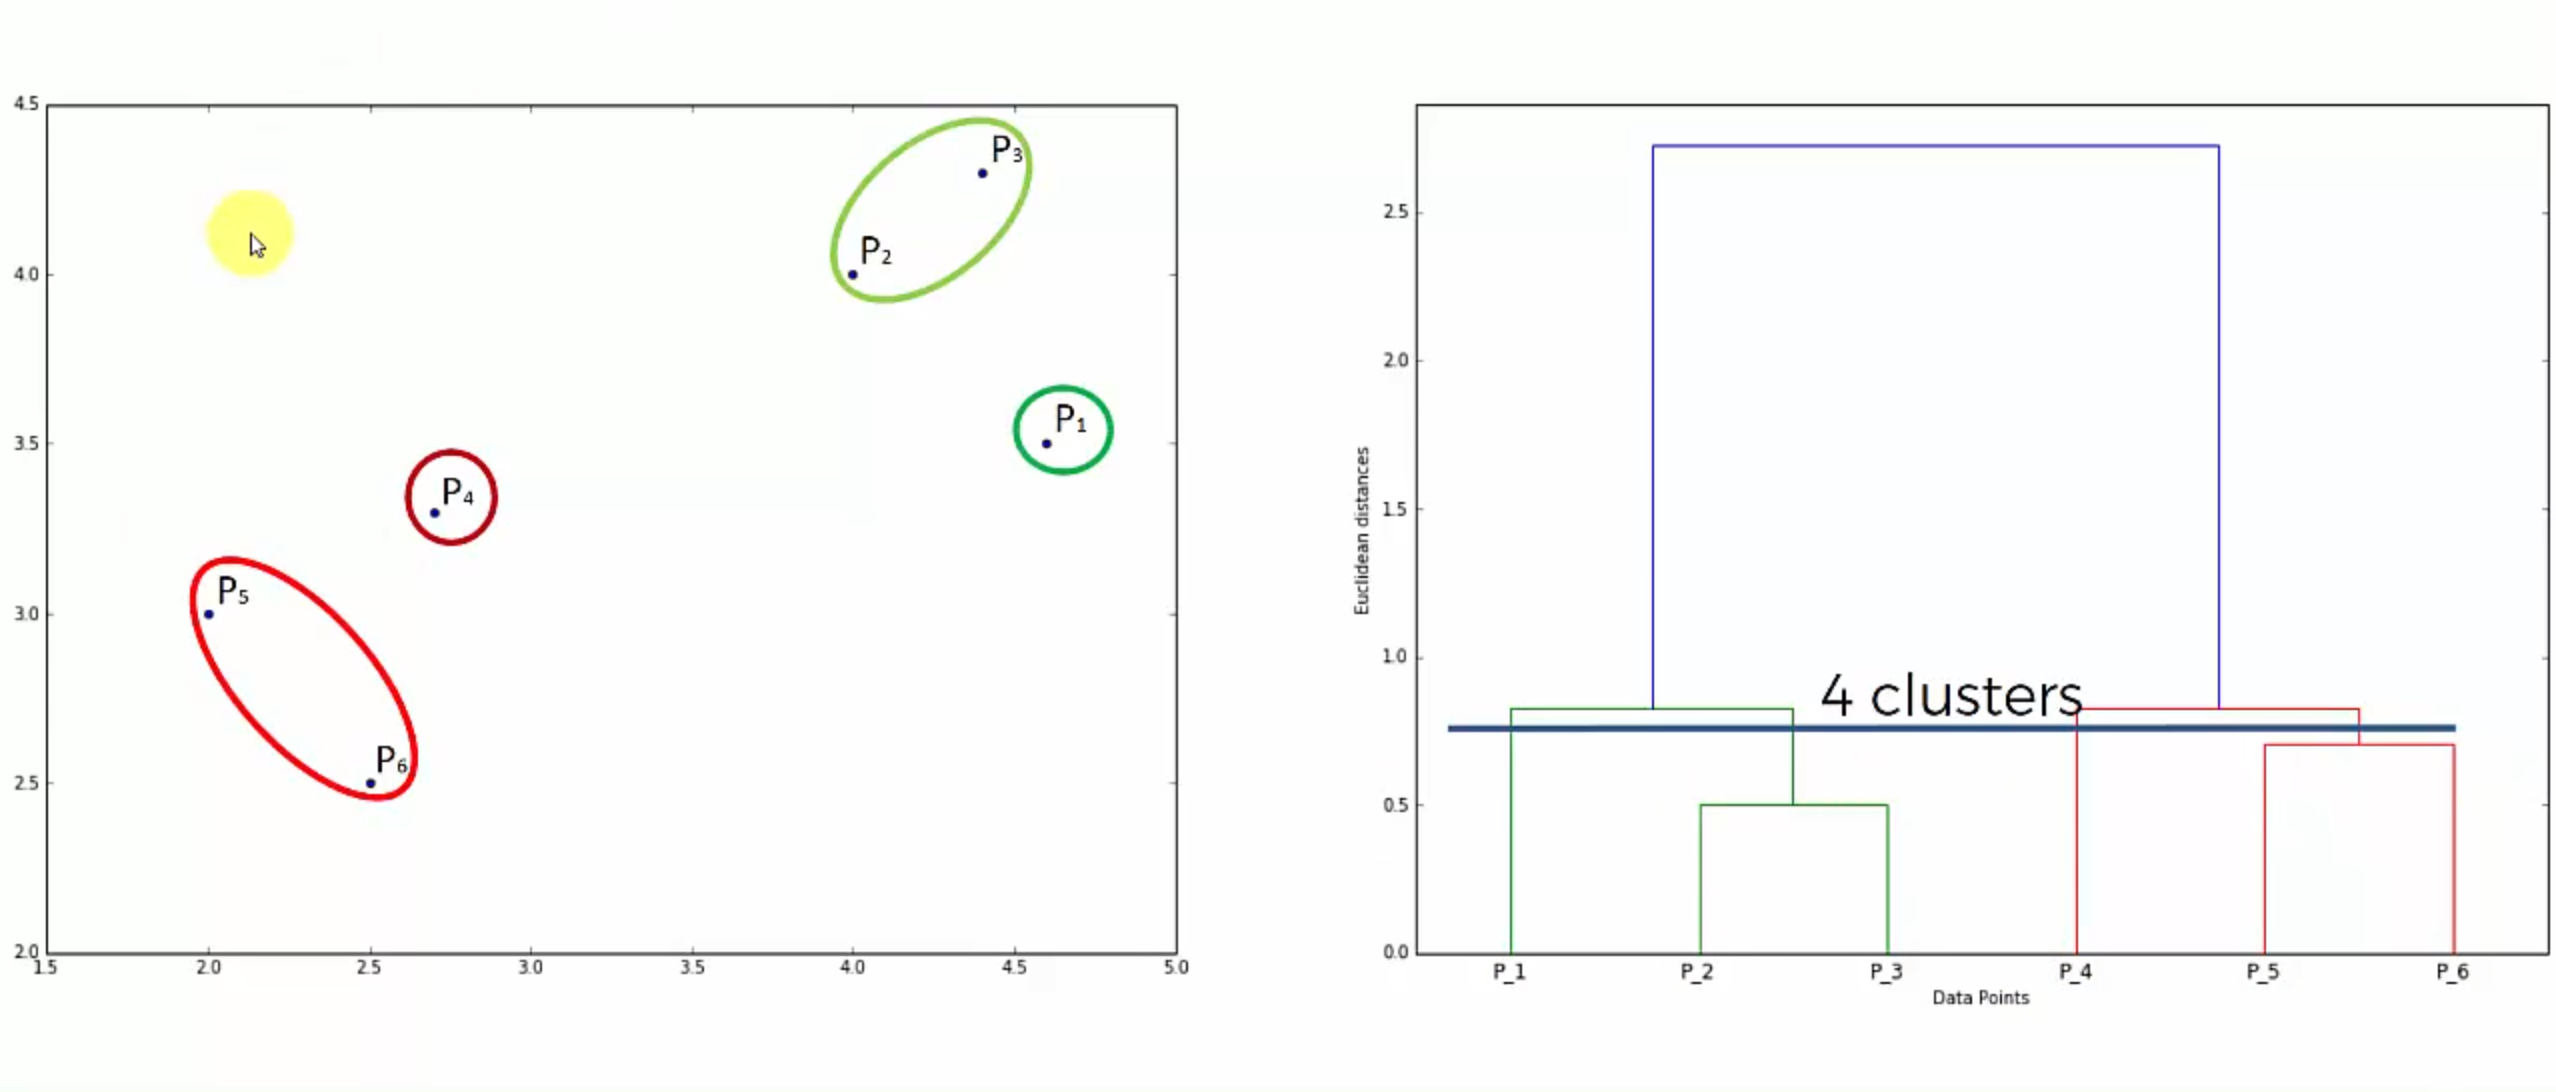 4.5
4.0
3.5
3.0
2.5
2.0
1.5 2.0 2.5 3.0 3.5 4.0 4.5 5.0
P₃
P₂
P₁
P₄
P₅
P₆
2.5
2.0
1.5
1.0
0.5
0.0
Euclidean distances
4 clusters
P_1 P_2 P_3 P_4 P_5 P_6
Data Points